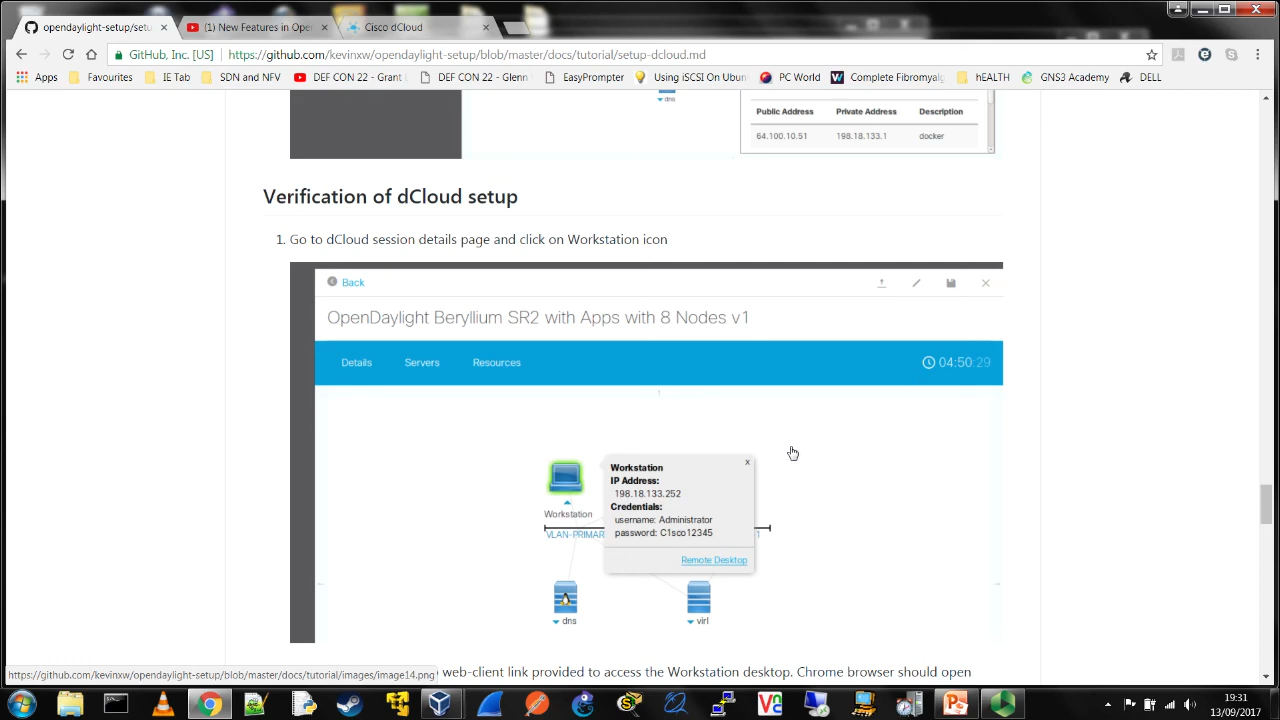 opendaylight-setup/setu
(1) New Features in Oper
Cisco dCloud
GitHub, Inc. [US]
https://github.com/kevinxw/opendaylight-setup/blob/master/docs/tutorial/setup-dcloud.md
Apps
Favourites
IE Tab
SDN and NFV
DEF CON 22 - Grant
DEF CON 22 - Glenn
EasyPrompter
Using iSCSI On Ubun
PC World
Complete Fibromyalg
hEALTH
GNS3 Academy
DELL
dns
Public Address Private Address Description
64.100.10.51 198.18.133.1 docker
Verification of dCloud setup
1. Go to dCloud session details page and click on Workstation icon
Back
OpenDaylight Beryllium SR2 with Apps with 8 Nodes v1
Details Servers Resources 04:50:29
1
x
Workstation
IP Address:
198.18.133.252
Credentials:
username: Administrator
password: C1sco12345
Remote Desktop
Workstation
VLAN-PRIMAR
1
dns
virl
web-client link provided to access the Workstation desktop. Chrome browser should open
https://github.com/kevinxw/opendaylight-setup/blob/master/docs/tutorial/images/image14.png
19:31
13/09/2017